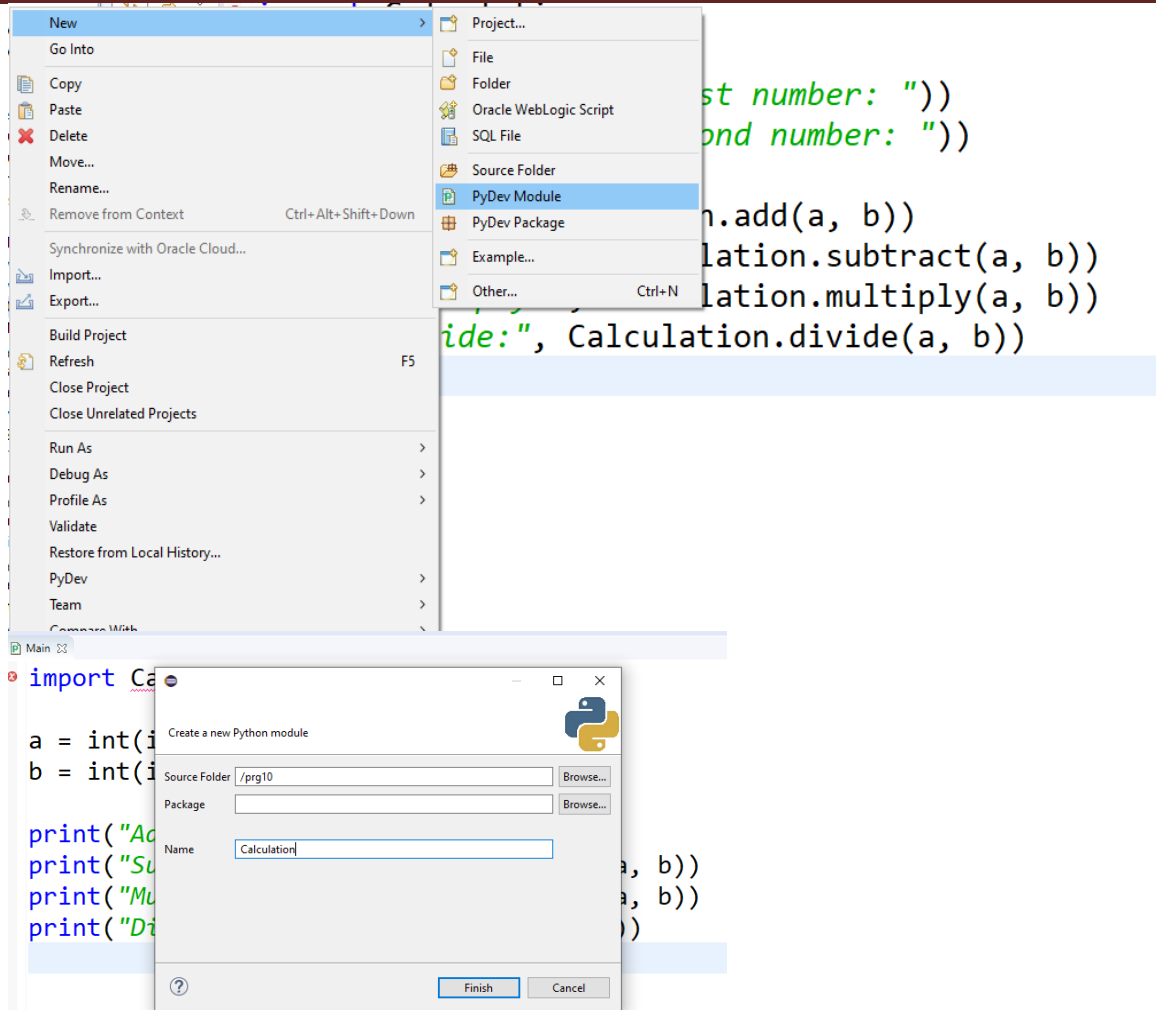 New
Go Into
Copy
Paste
Delete
Move...
Rename...
Remove from Context Ctrl+Alt+Shift+Down
Synchronize with Oracle Cloud...
Import...
Export...
Build Project
Refresh F5
Close Project
Close Unrelated Projects
Run As
Debug As
Profile As
Validate
Restore from Local History...
PyDev
Team
Compare With
Project...
File
Folder
Oracle WebLogic Script
SQL File
Source Folder
PyDev Module
PyDev Package
Example...
Other... Ctrl+N
st number: "))
ond number: "))
n.add(a, b))
lation.subtract(a, b))
lation.multiply(a, b))
ide:", Calculation.divide(a, b))
Main
import Ca
a = int(i
b = int(i
print("Ad
print("Su a, b))
print("Mu a, b))
print("Di ))
Create a new Python module
Source Folder /prg10 Browse...
Package Browse...
Name Calculation
? Finish Cancel